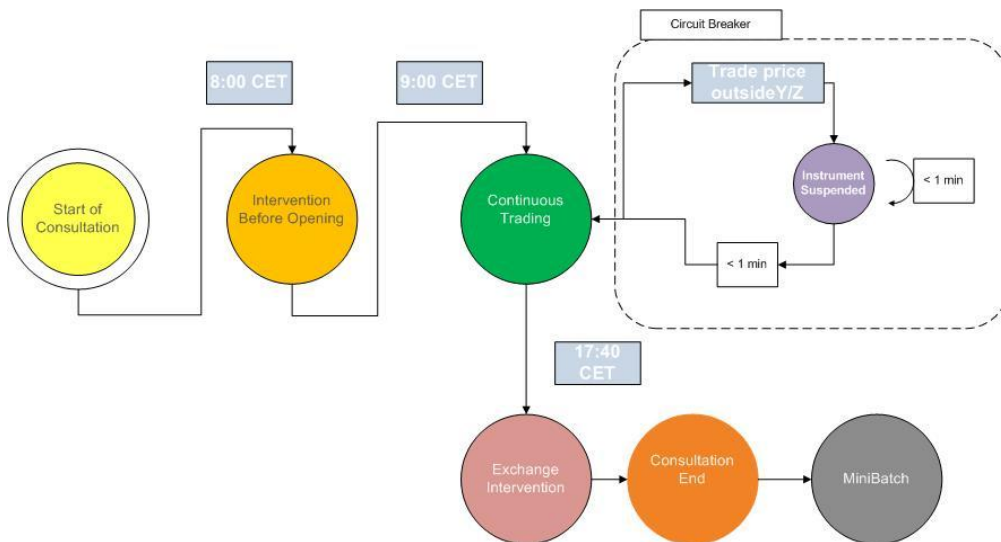 Circuit Breaker
8:00 CET
9:00 CET
Trade price
outsideY/Z
Start of
Consultation
Intervention
Before Opening
Continuous
Trading
Instrument
Suspended
< 1 min
< 1 min
17:40
CET
Exchange
Intervention
Consultation
End
MiniBatch